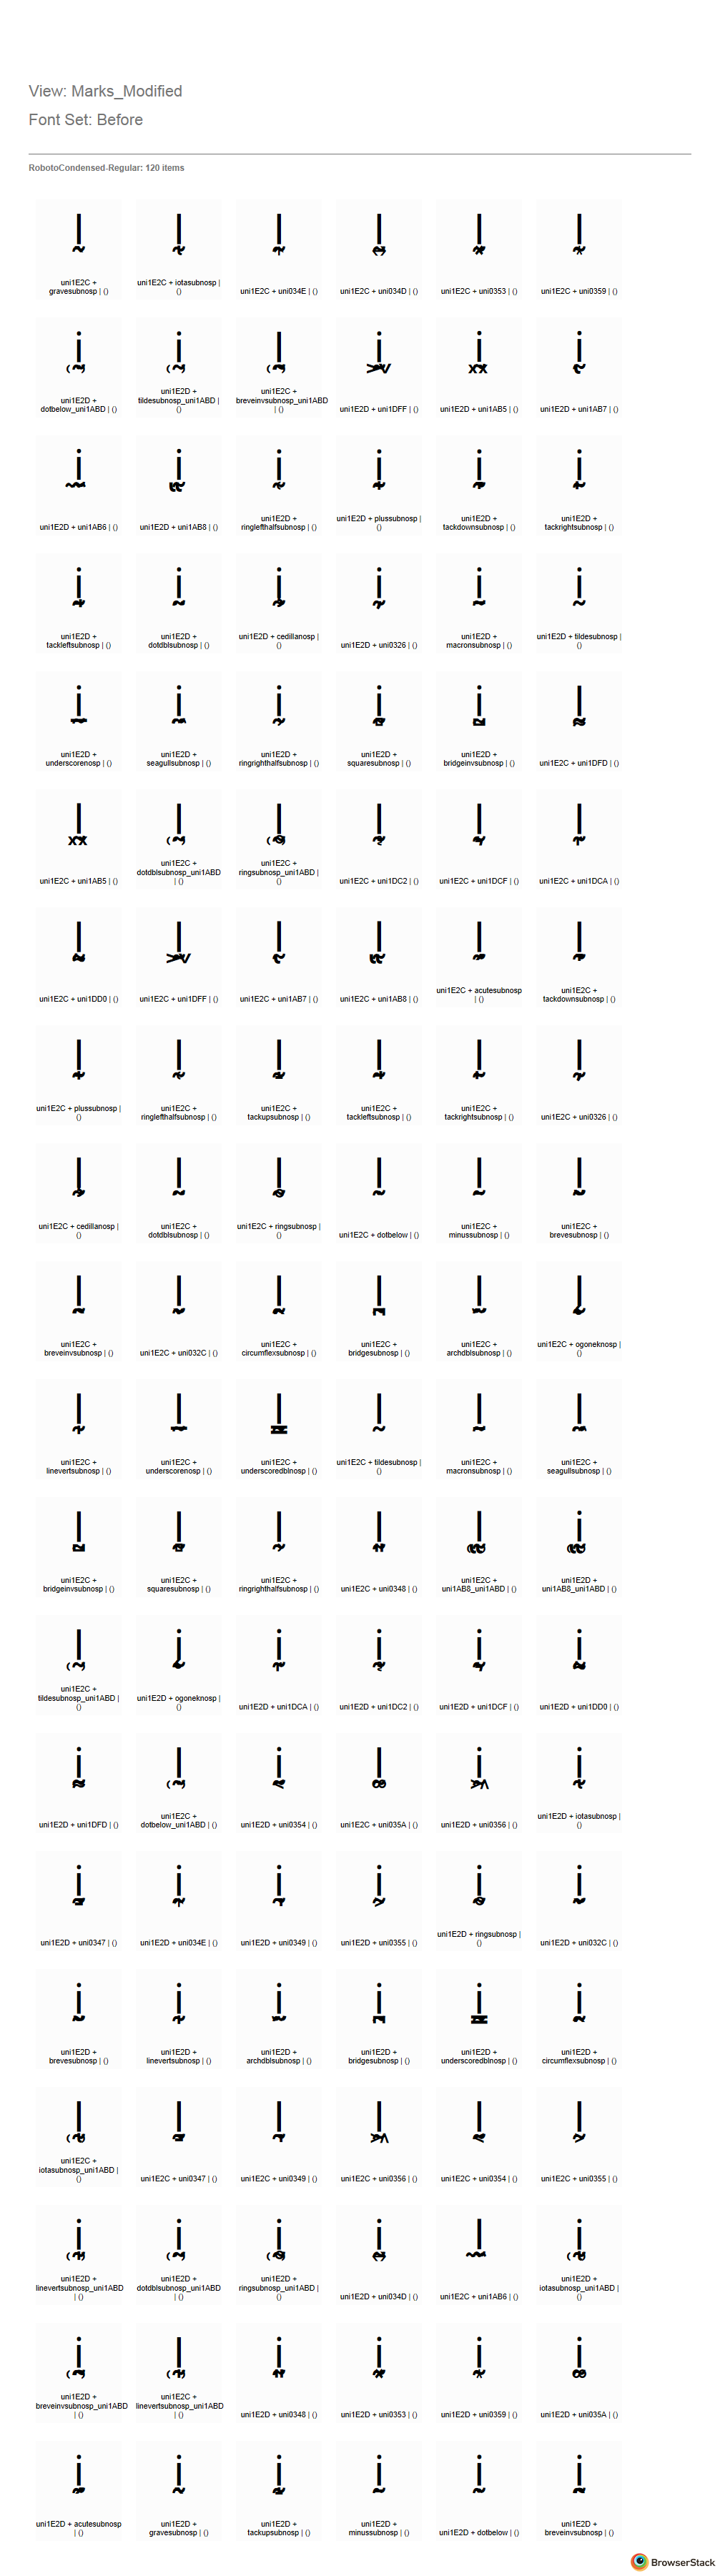 View: Marks_Modified
Font Set: Before
RobotoCondensed-Regular: 120 items
uni1E2C +
gravesubnosp | ()
uni1E2C + iotasubnosp |
()
uni1E2C + uni034E | ()
uni1E2C + uni034D | ()
uni1E2C + uni0353 | ()
uni1E2C + uni0359 | ()
uni1E2D +
dotbelow_uni1ABD | ()
uni1E2D +
tildesubnosp_uni1ABD |
()
uni1E2C +
breveinvsubnosp_uni1ABD
| ()
uni1E2D + uni1DFF | ()
uni1E2D + uni1AB5 | ()
uni1E2D + uni1AB7 | ()
uni1E2D + uni1AB6 | ()
uni1E2D + uni1AB8 | ()
uni1E2D +
ringlefthalfsubnosp | ()
uni1E2D + plussubnosp |
()
uni1E2D +
tackdownsubnosp | ()
uni1E2D +
tackrightsubnosp | ()
uni1E2D +
tackleftsubnosp | ()
uni1E2D +
dotdblsubnosp | ()
uni1E2D + cedillanosp |
()
uni1E2D + uni0326 | ()
uni1E2D +
macronsubnosp | ()
uni1E2D + tildesubnosp |
()
uni1E2D +
underscorenosp | ()
uni1E2D +
seagullsubnosp | ()
uni1E2D +
ringrighthalfsubnosp | ()
uni1E2D +
squaresubnosp | ()
uni1E2D +
bridgeinvsubnosp | ()
uni1E2C + uni1DFD | ()
uni1E2C + uni1AB5 | ()
uni1E2C +
dotdblsubnosp_uni1ABD
| ()
uni1E2C +
ringsubnosp_uni1ABD |
()
uni1E2C + uni1DC2 | ()
uni1E2C + uni1DCF | ()
uni1E2C + uni1DCA | ()
uni1E2C + uni1DD0 | ()
uni1E2C + uni1DFF | ()
uni1E2C + uni1AB7 | ()
uni1E2C + uni1AB8 | ()
uni1E2C + acutesubnosp
| ()
uni1E2C +
tackdownsubnosp | ()
uni1E2C + plussubnosp |
()
uni1E2C +
ringlefthalfsubnosp | ()
uni1E2C +
tackupsubnosp | ()
uni1E2C +
tackleftsubnosp | ()
uni1E2C +
tackrightsubnosp | ()
uni1E2C + uni0326 | ()
uni1E2C + cedillanosp |
()
uni1E2C +
dotdblsubnosp | ()
uni1E2C + ringsubnosp |
()
uni1E2C + dotbelow | ()
uni1E2C +
minussubnosp | ()
uni1E2C +
brevesubnosp | ()
uni1E2C +
breveinvsubnosp | ()
uni1E2C + uni032C | ()
uni1E2C +
circumflexsubnosp | ()
uni1E2C +
bridgesubnosp | ()
uni1E2C +
archdblsubnosp | ()
uni1E2C + ogoneknosp |
()
uni1E2C +
linevertsubnosp | ()
uni1E2C +
underscorenosp | ()
uni1E2C +
underscoredblnosp | ()
uni1E2C + tildesubnosp |
()
uni1E2C +
macronsubnosp | ()
uni1E2C +
seagullsubnosp | ()
uni1E2C +
bridgeinvsubnosp | ()
uni1E2C +
squaresubnosp | ()
uni1E2C +
ringrighthalfsubnosp | ()
uni1E2C + uni0348 | ()
uni1E2C +
uni1AB8_uni1ABD | ()
uni1E2D +
uni1AB8_uni1ABD | ()
uni1E2C +
tildesubnosp_uni1ABD |
()
uni1E2D + ogoneknosp |
()
uni1E2D + uni1DCA | ()
uni1E2D + uni1DC2 | ()
uni1E2D + uni1DCF | ()
uni1E2D + uni1DD0 | ()
uni1E2D + uni1DFD | ()
uni1E2C +
dotbelow_uni1ABD | ()
uni1E2D + uni0354 | ()
uni1E2C + uni035A | ()
uni1E2D + uni0356 | ()
uni1E2D + iotasubnosp |
()
uni1E2D + uni0347 | ()
uni1E2D + uni034E | ()
uni1E2D + uni0349 | ()
uni1E2D + uni0355 | ()
uni1E2D + ringsubnosp |
()
uni1E2D + uni032C | ()
uni1E2D +
brevesubnosp | ()
uni1E2D +
linevertsubnosp | ()
uni1E2D +
archdblsubnosp | ()
uni1E2D +
bridgesubnosp | ()
uni1E2D +
underscoredblnosp | ()
uni1E2D +
circumflexsubnosp | ()
uni1E2C +
iotasubnosp_uni1ABD |
()
uni1E2C + uni0347 | ()
uni1E2C + uni0349 | ()
uni1E2C + uni0356 | ()
uni1E2C + uni0354 | ()
uni1E2C + uni0355 | ()
uni1E2D +
linevertsubnosp_uni1ABD
| ()
uni1E2D +
dotdblsubnosp_uni1ABD
| ()
uni1E2D +
ringsubnosp_uni1ABD |
()
uni1E2D + uni034D | ()
uni1E2C + uni1AB6 | ()
uni1E2D +
iotasubnosp_uni1ABD |
()
uni1E2D +
breveinvsubnosp_uni1ABD
| ()
uni1E2C +
linevertsubnosp_uni1ABD
| ()
uni1E2D + uni0348 | ()
uni1E2D + uni0353 | ()
uni1E2D + uni0359 | ()
uni1E2D + uni035A | ()
uni1E2D + acutesubnosp
| ()
uni1E2D +
gravesubnosp | ()
uni1E2D +
tackupsubnosp | ()
uni1E2D +
minussubnosp | ()
uni1E2D + dotbelow | ()
uni1E2D +
breveinvsubnosp | ()
BrowserStack